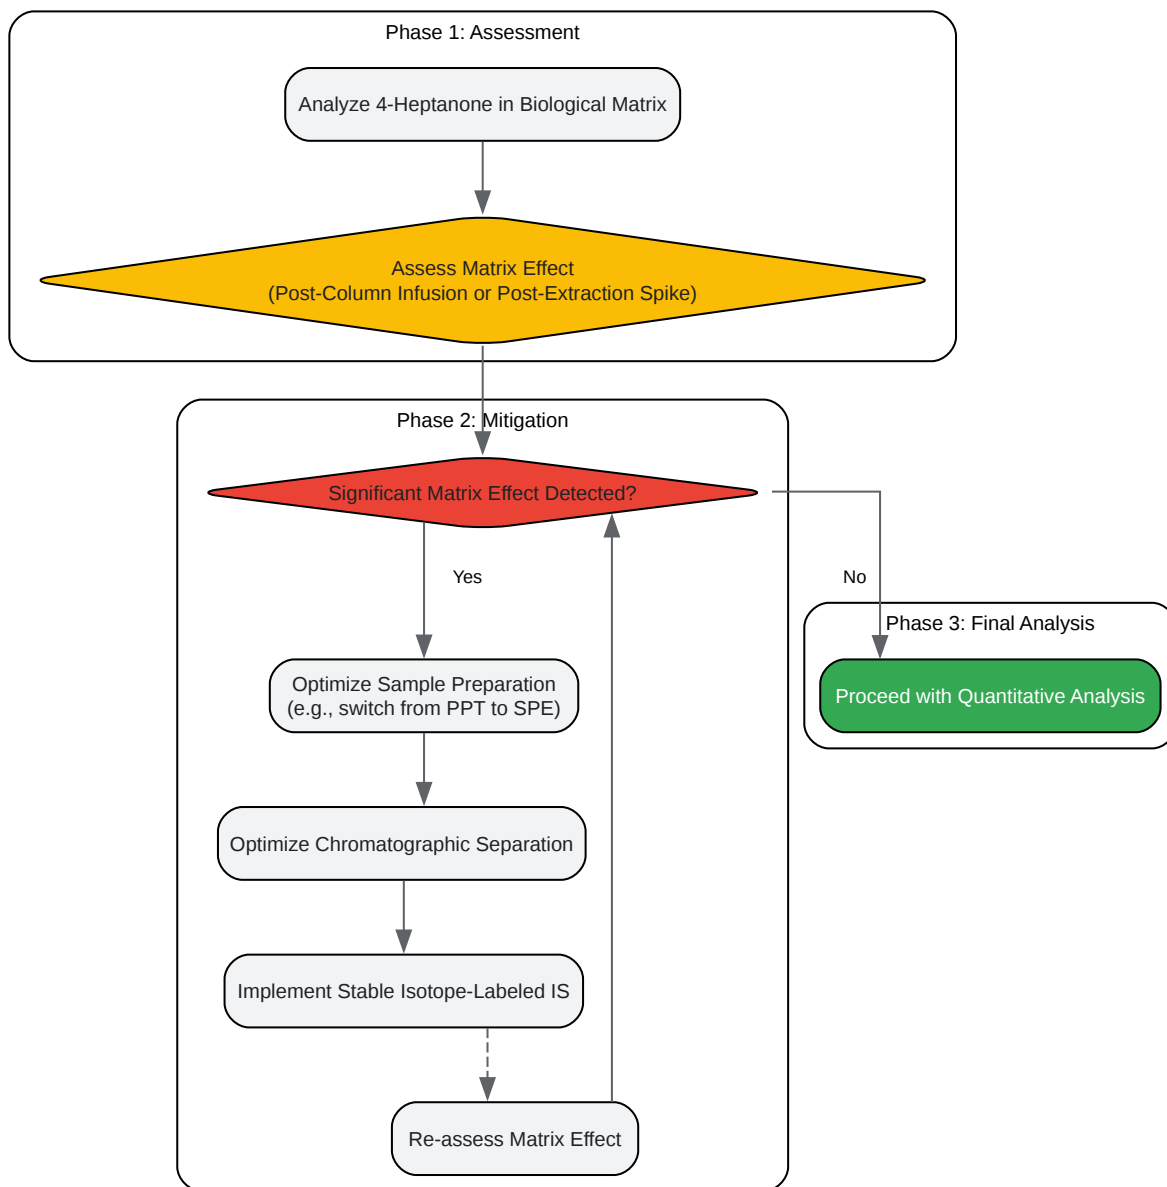 Phase 1: Assessment
Analyze 4-Heptanone in Biological Matrix
Assess Matrix Effect
(Post-Column Infusion or Post-Extraction Spike)
Phase 2: Mitigation
Significant Matrix Effect Detected?
Yes
No
Phase 3: Final Analysis
Optimize Sample Preparation
(e.g., switch from PPT to SPE)
Proceed with Quantitative Analysis
Optimize Chromatographic Separation
Implement Stable Isotope-Labeled IS
Re-assess Matrix Effect